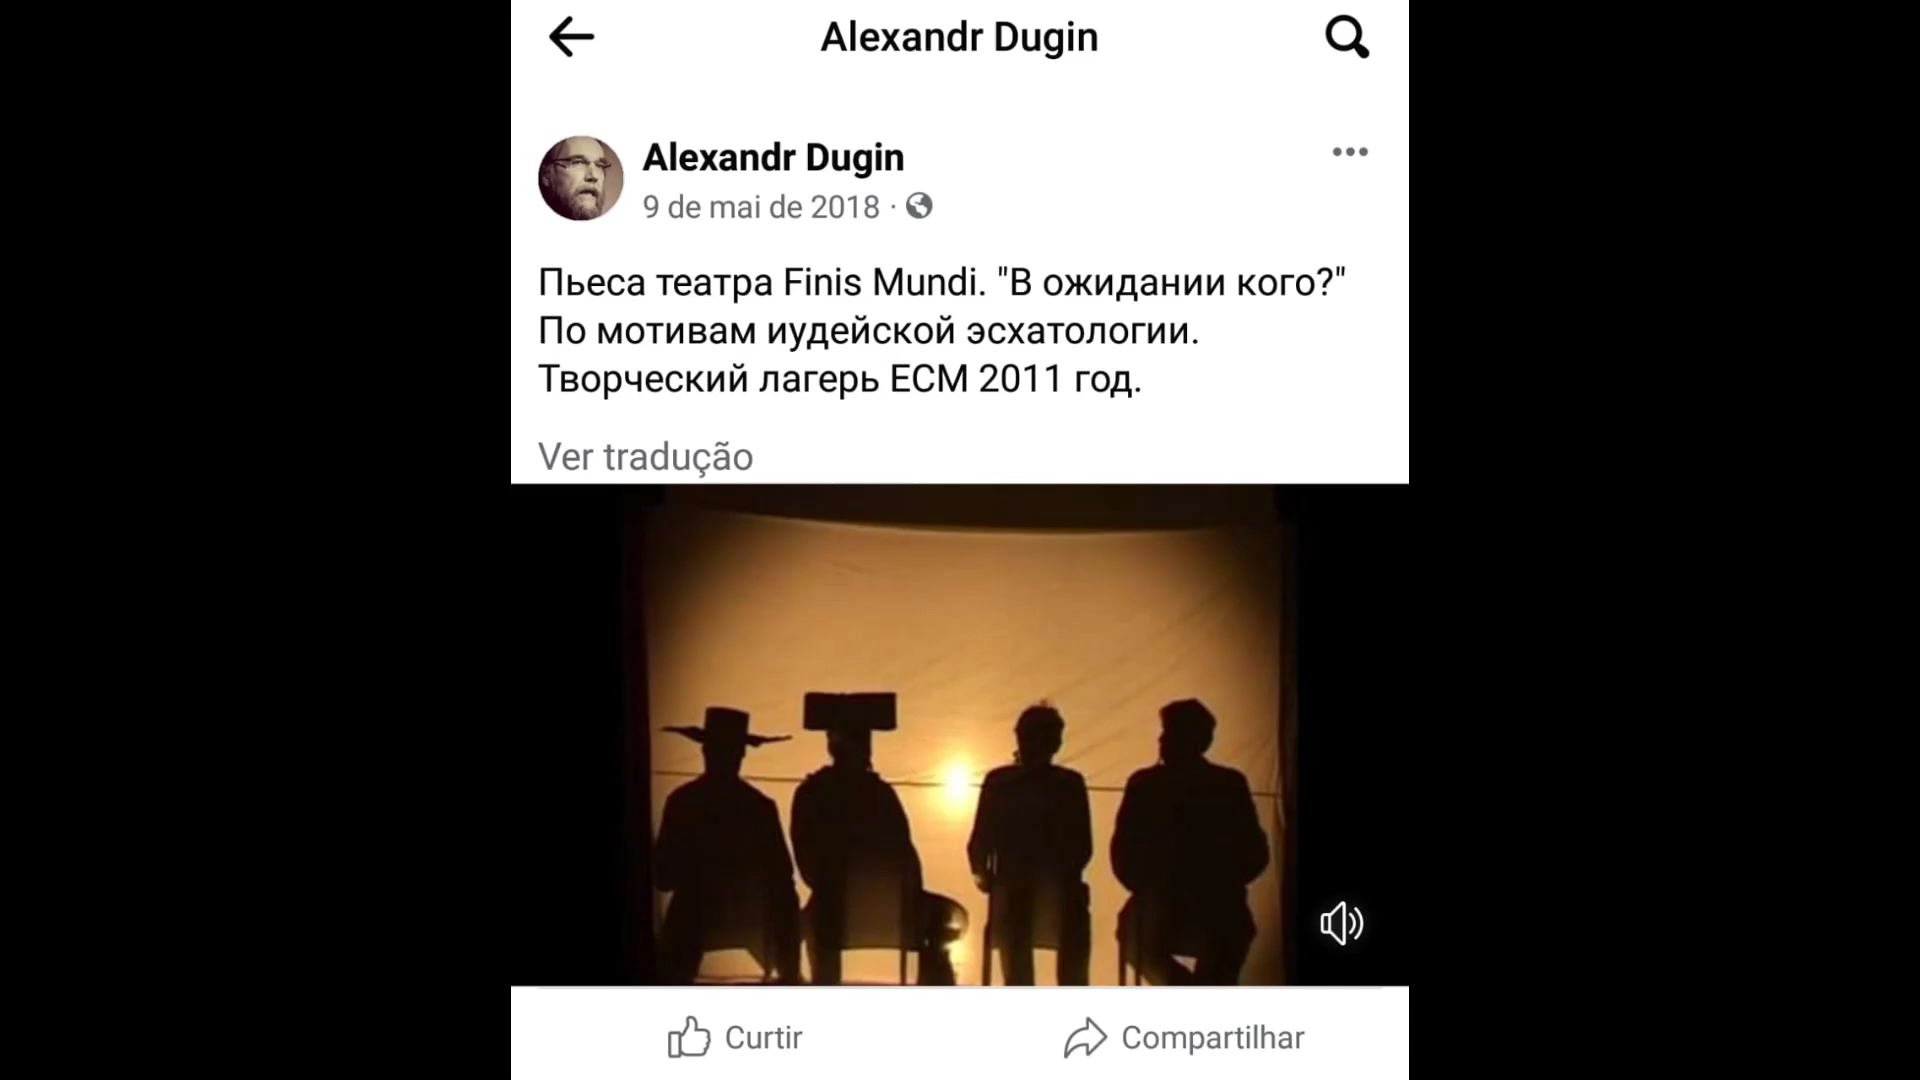 Alexandr Dugin
Alexandr Dugin
9 de mai de 2018 ·
Пьеса театра Finis Mundi. "В ожидании кого?"
По мотивам иудейской эсхатологии.
Творческий лагерь ЕСМ 2011 год.
Ver tradução
Curtir
Compartilhar